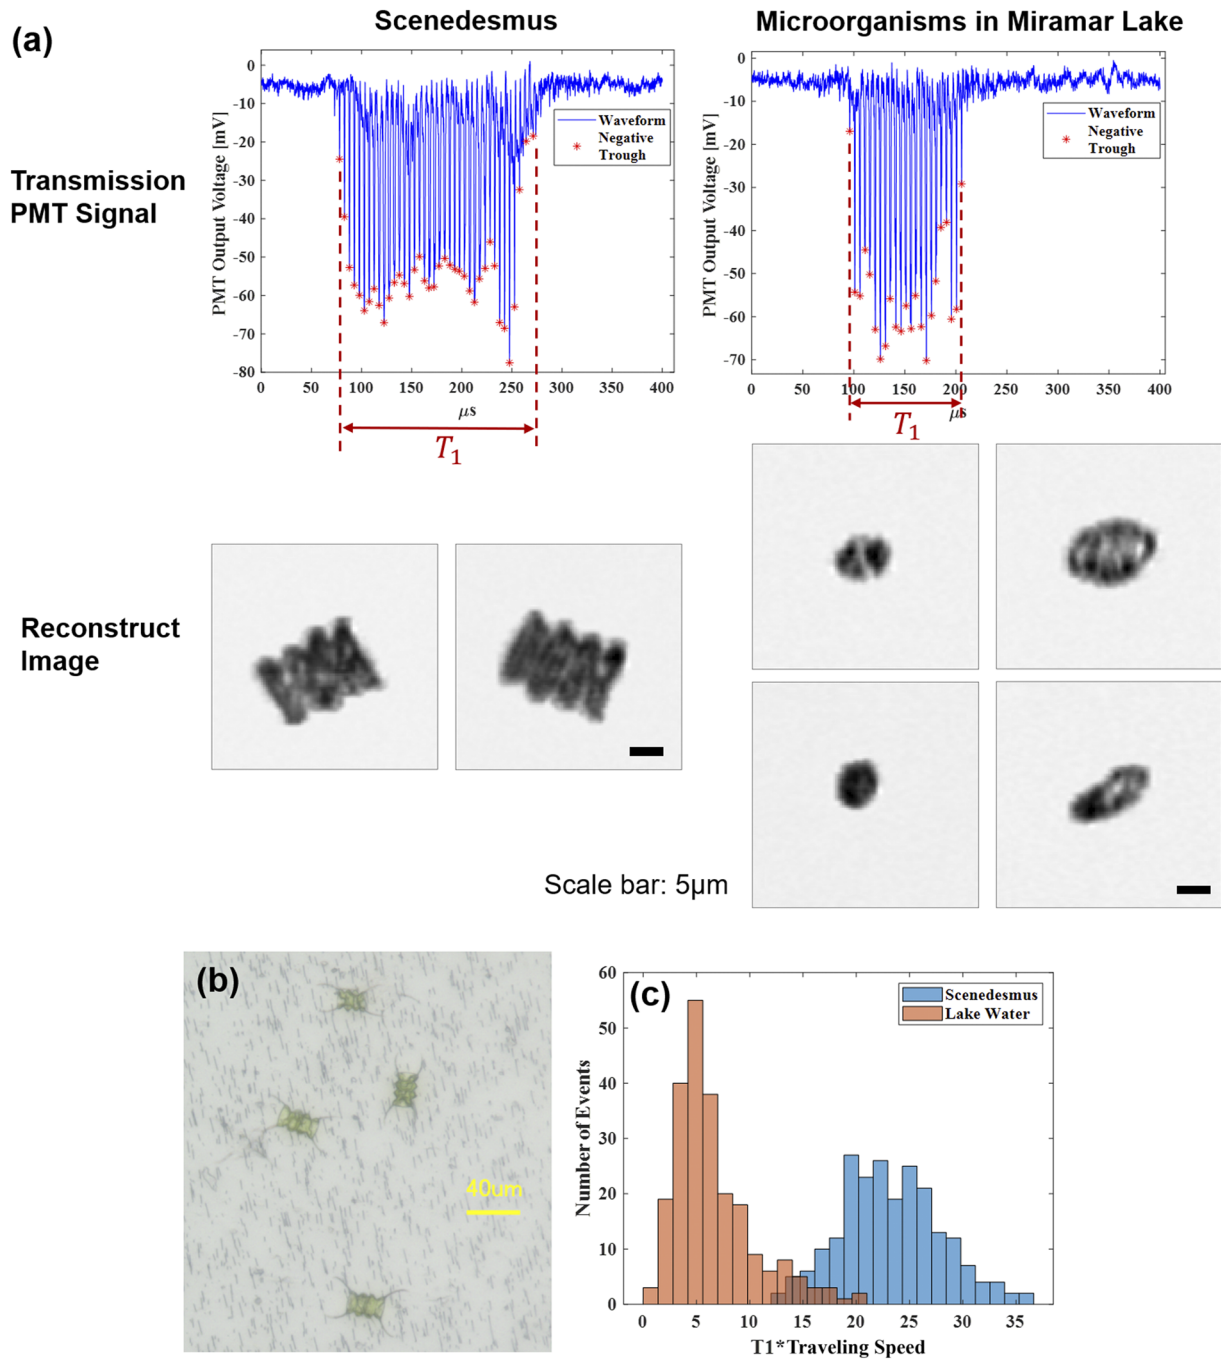 (a)
Scenedesmus
Microorganisms in Miramar Lake
Transmission
PMT Signal
PMT Output Voltage [mV]
0
-10
-20
-30
-40
-50
-60
-70
-80
0 50 100 150 200 250 300 350 400
μs
Waveform
Negative
Trough
T1
PMT Output Voltage [mV]
0
-10
-20
-30
-40
-50
-60
-70
0 50 100 150 200 250 300 350 400
μs
Waveform
Negative
Trough
T1
Reconstruct
Image
Scale bar: 5μm
(b)
40um
(c)
Number of Events
60
50
40
30
20
10
0
0 5 10 15 20 25 30 35
T1*Traveling Speed
Scenedesmus
Lake Water